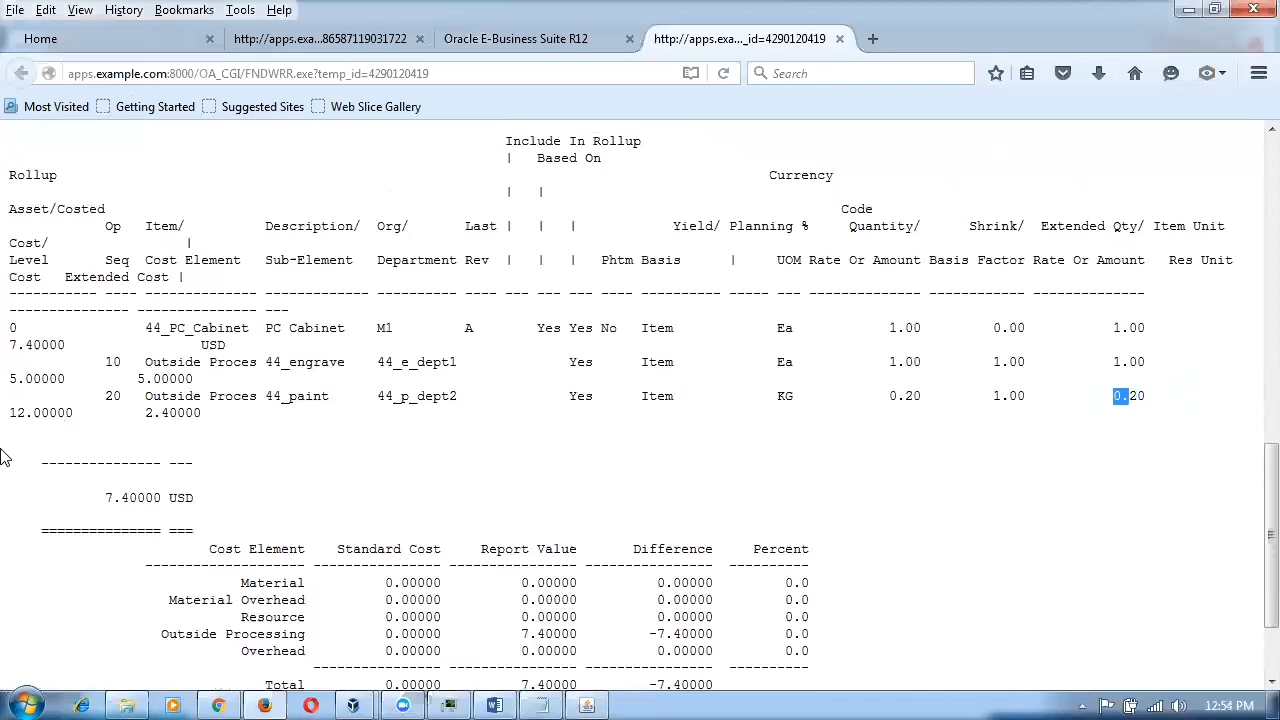 File Edit View History Bookmarks Tools Help
Home http://apps.exa...86587119031722 Oracle E-Business Suite R12 http://apps.exa..._id=4290120419
apps.example.com:8000/OA_CGI/FNDWRR.exe?temp_id=4290120419 Search
Most Visited Getting Started Suggested Sites Web Slice Gallery
Include In Rollup
| Based On
Rollup Currency
| |
Asset/Costed Code
Op Item/ Description/ Org/ Last | | | Yield/ Planning % Quantity/ Shrink/ Extended Qty/ Item Unit
Cost/ |
Level Seq Cost Element Sub-Element Department Rev | | | Phtm Basis | UOM Rate Or Amount Basis Factor Rate Or Amount Res Unit
Cost Extended Cost |
----------- ---- -------------- ------------- ---------- ---- --- --- --- ---- ---------- ----- --- -------------- ------------ --------------
--------------- --------------- ---
0 44_PC_Cabinet PC Cabinet M1 A Yes Yes No Item Ea 1.00 0.00 1.00
7.40000 USD
10 Outside Proces 44_engrave 44_e_dept1 Yes Item Ea 1.00 1.00 1.00
5.00000 5.00000
20 Outside Proces 44_paint 44_p_dept2 Yes Item KG 0.20 1.00 0.20
12.00000 2.40000
--------------- ---
7.40000 USD
=============== ===
Cost Element Standard Cost Report Value Difference Percent
-------------------- ---------------- ---------------- ---------------- ----------
Material 0.00000 0.00000 0.00000 0.0
Material Overhead 0.00000 0.00000 0.00000 0.0
Resource 0.00000 0.00000 0.00000 0.0
Outside Processing 0.00000 7.40000 -7.40000 0.0
Overhead 0.00000 0.00000 0.00000 0.0
---------------- ---------------- ---------------- ----------
Total 0.00000 7.40000 -7.40000
12:54 PM